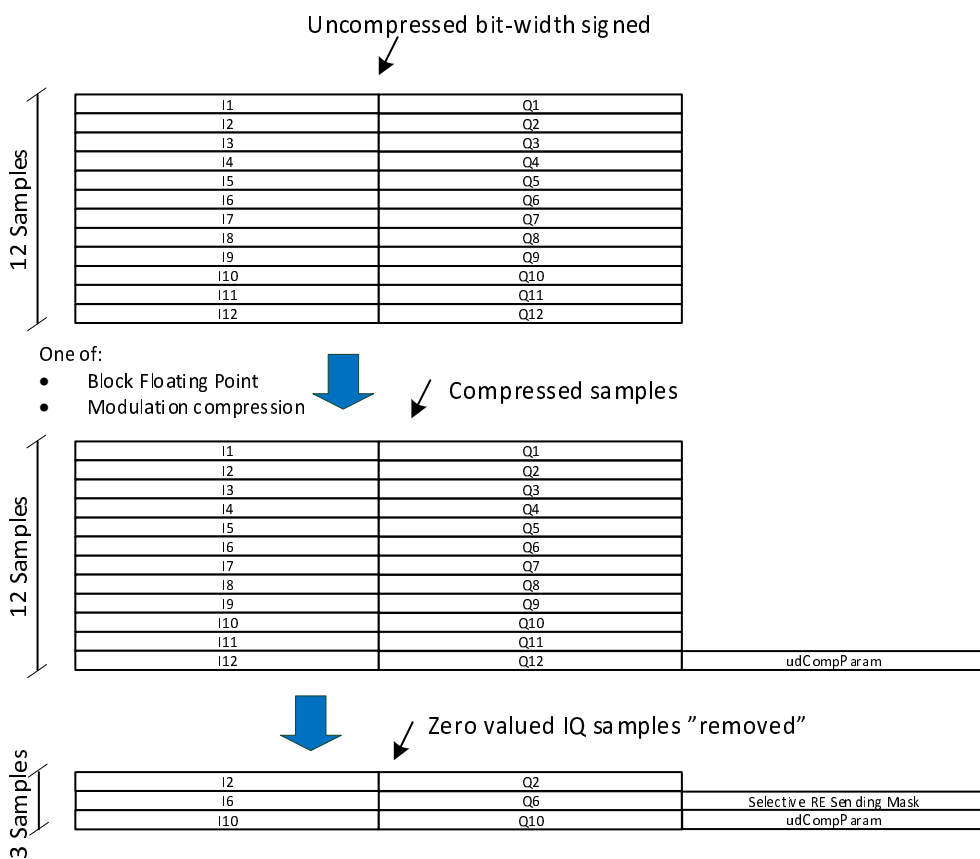 Uncompressed bit-width signed
12 Samples
I1 Q1
I2 Q2
I3 Q3
I4 Q4
I5 Q5
I6 Q6
I7 Q7
I8 Q8
I9 Q9
I10 Q10
I11 Q11
I12 Q12
One of:
• Block Floating Point
• Modulation compression
Compressed samples
12 Samples
I1 Q1
I2 Q2
I3 Q3
I4 Q4
I5 Q5
I6 Q6
I7 Q7
I8 Q8
I9 Q9
I10 Q10
I11 Q11
I12 Q12 udCompParam
Zero valued IQ samples ”removed”
3 Samples
I2 Q2
I6 Q6 Selective RE Sending Mask
I10 Q10 udCompParam